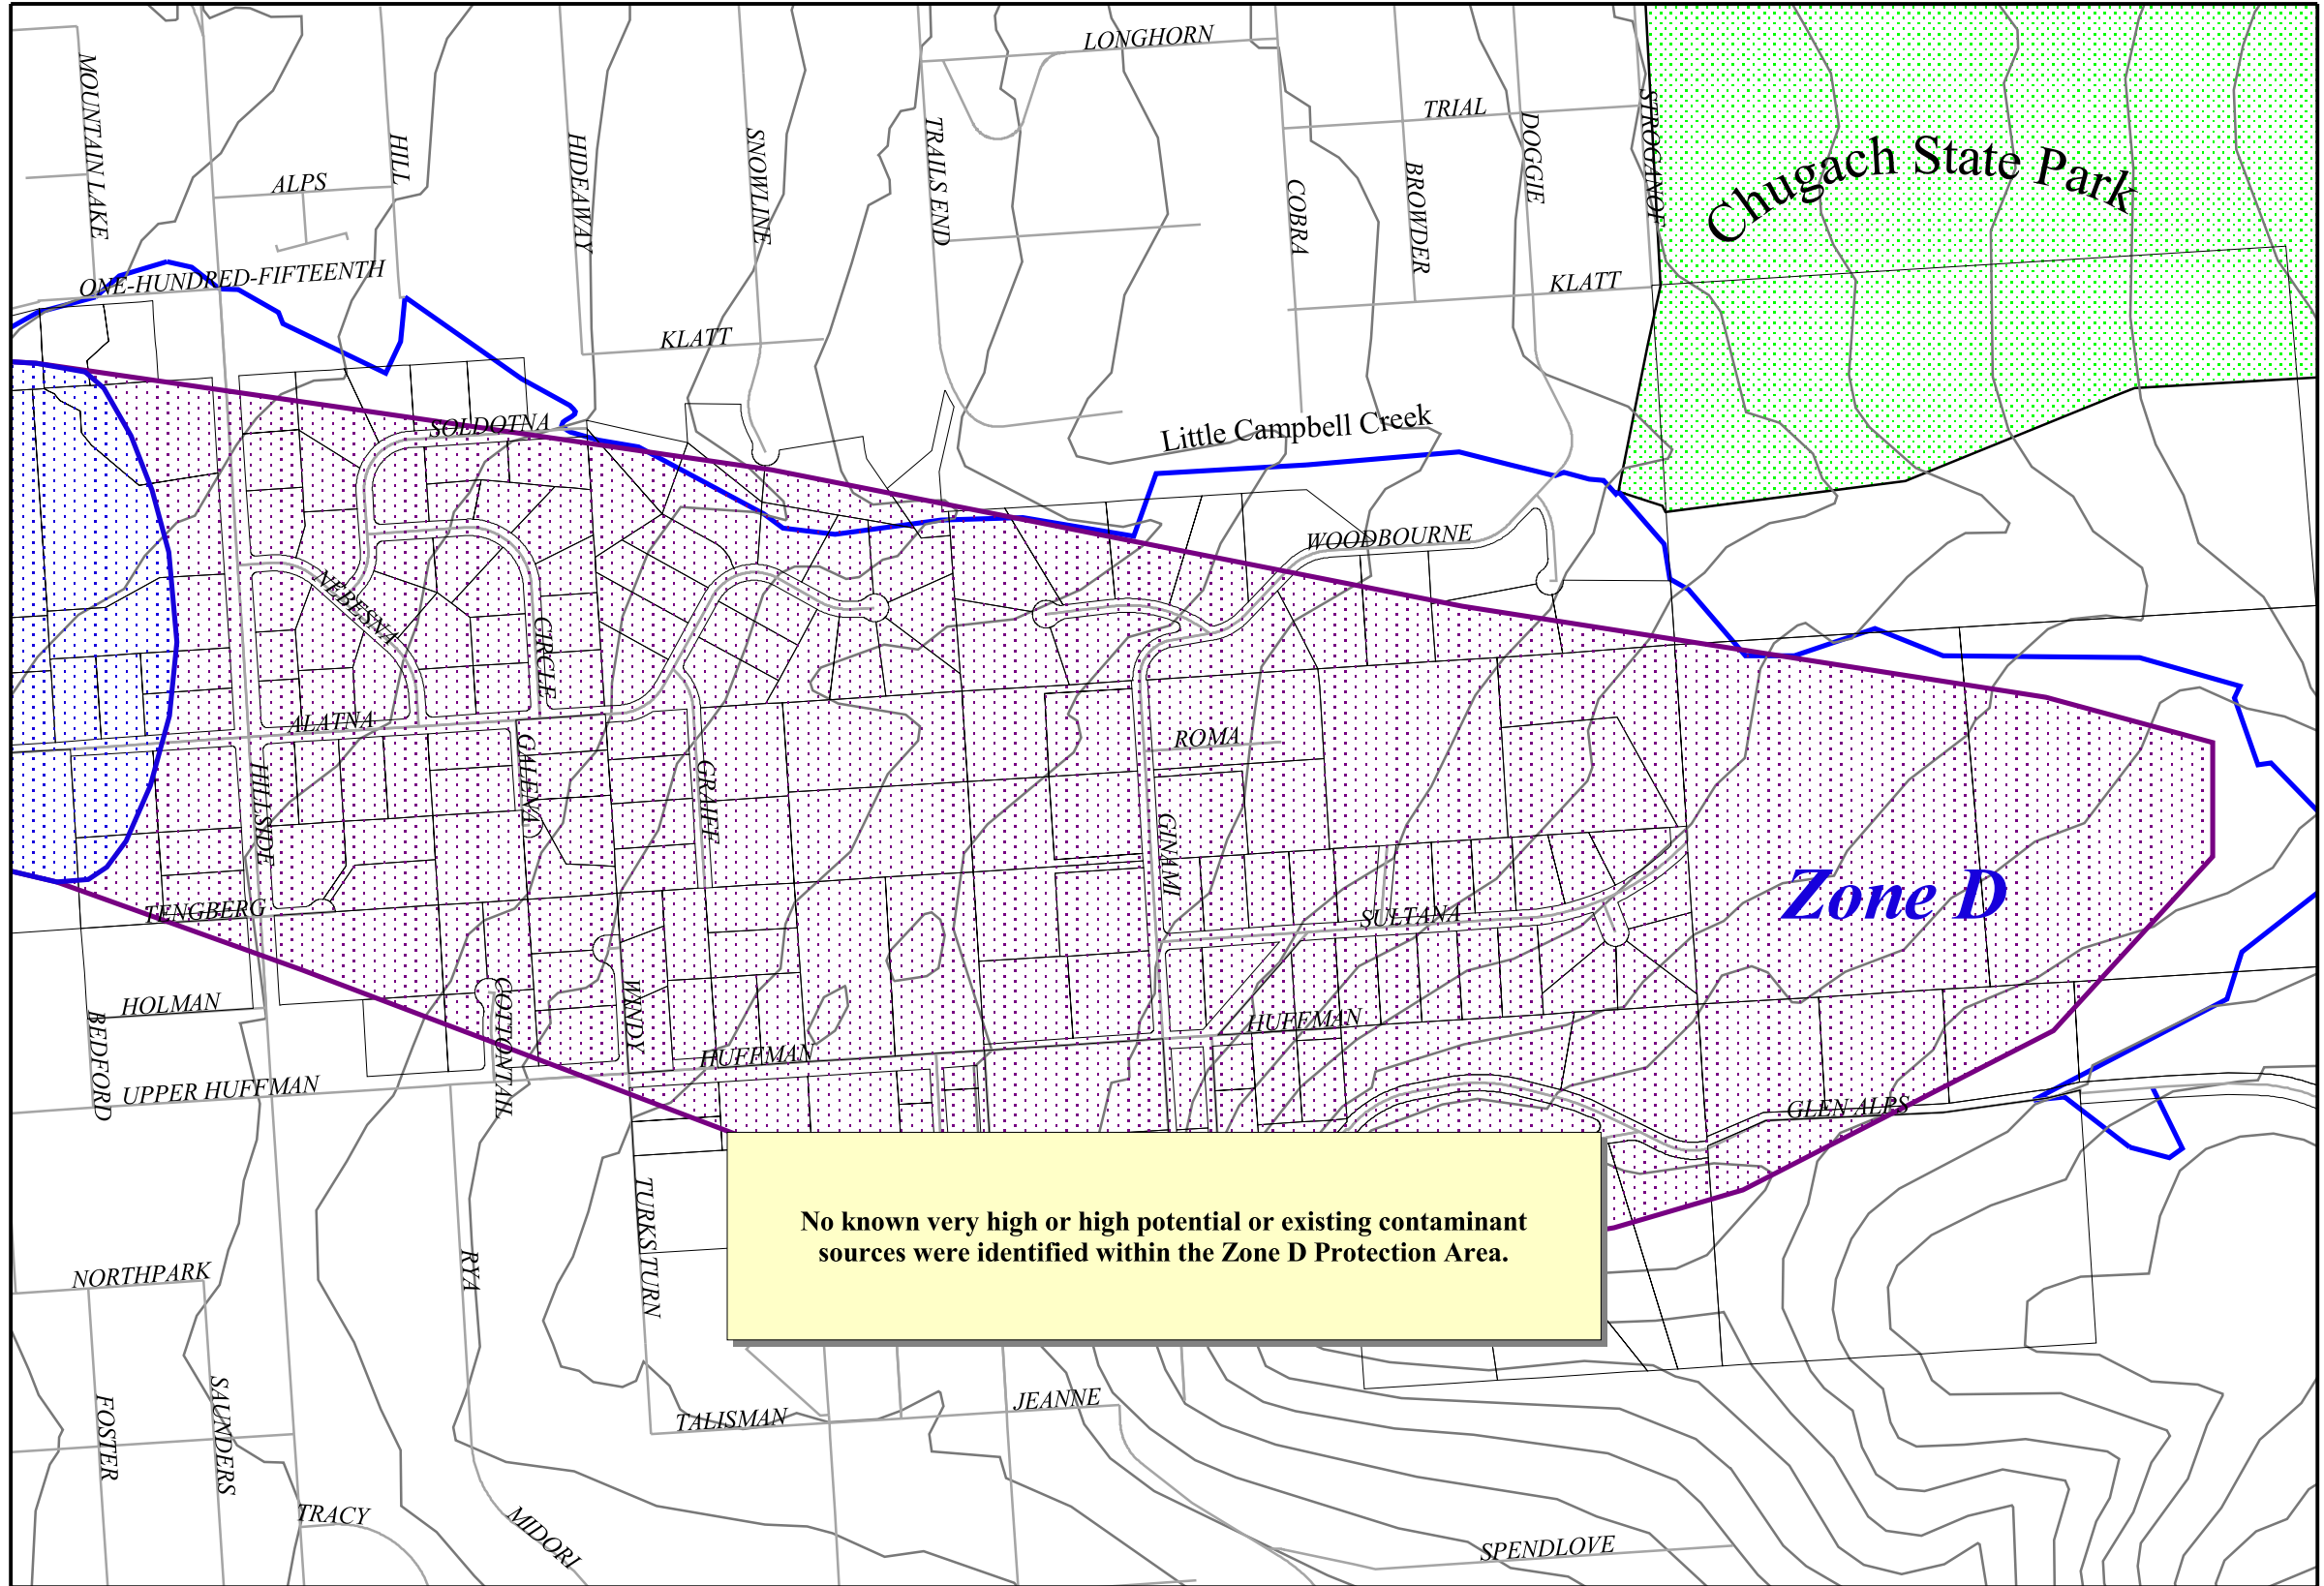 LONGHORN
MOUNTAIN LAKE
HILL
HIDEAWAY
SNOWLINE
TRAILS END
TRIAL
DOGGIE
STROGANOF
ALPS
COBRA
BROWDER
Chugach State Park
ONE-HUNDRED-FIFTEENTH
KLATT
KLATT
SOLDOTNA
Little Campbell Creek
WOODBOURNE
NEBESNA
CIRCLE
ALATNA
GALENA
HILLSIDE
GRAIFF
ROMA
GINAMI
Zone D
TENGBERG
SULTANA
HOLMAN
BEDFORD
COTTONTAIL
WINDY
HUFFMAN
HUFFMAN
UPPER HUFFMAN
GLEN ALPS
TURKS TURN
No known very high or high potential or existing contaminant
sources were identified within the Zone D Protection Area.
NORTHPARK
RYA
FOSTER
SAUNDERS
TALISMAN
JEANNE
TRACY
MIDORI
SPENDLOVE